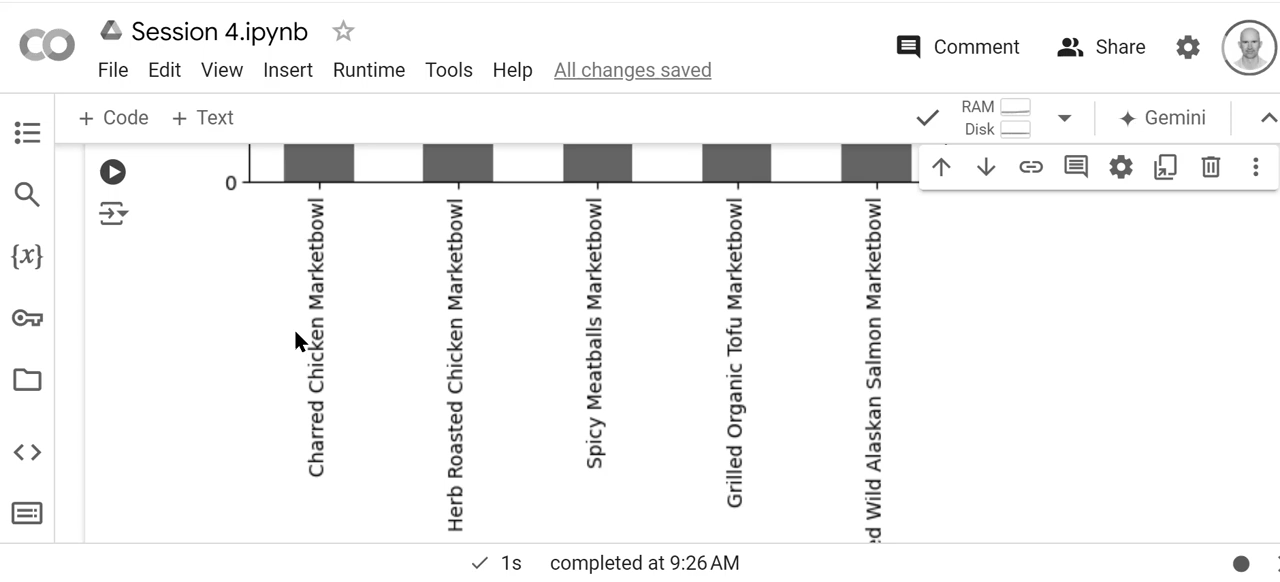 Session 4.ipynb
Comment
Share
File Edit View Insert Runtime Tools Help All changes saved
+ Code + Text
RAM
Disk
Gemini
0
Charred Chicken Marketbowl
Herb Roasted Chicken Marketbowl
Spicy Meatballs Marketbowl
Grilled Organic Tofu Marketbowl
Wild Alaskan Salmon Marketbowl
{x}
1s completed at 9:26 AM